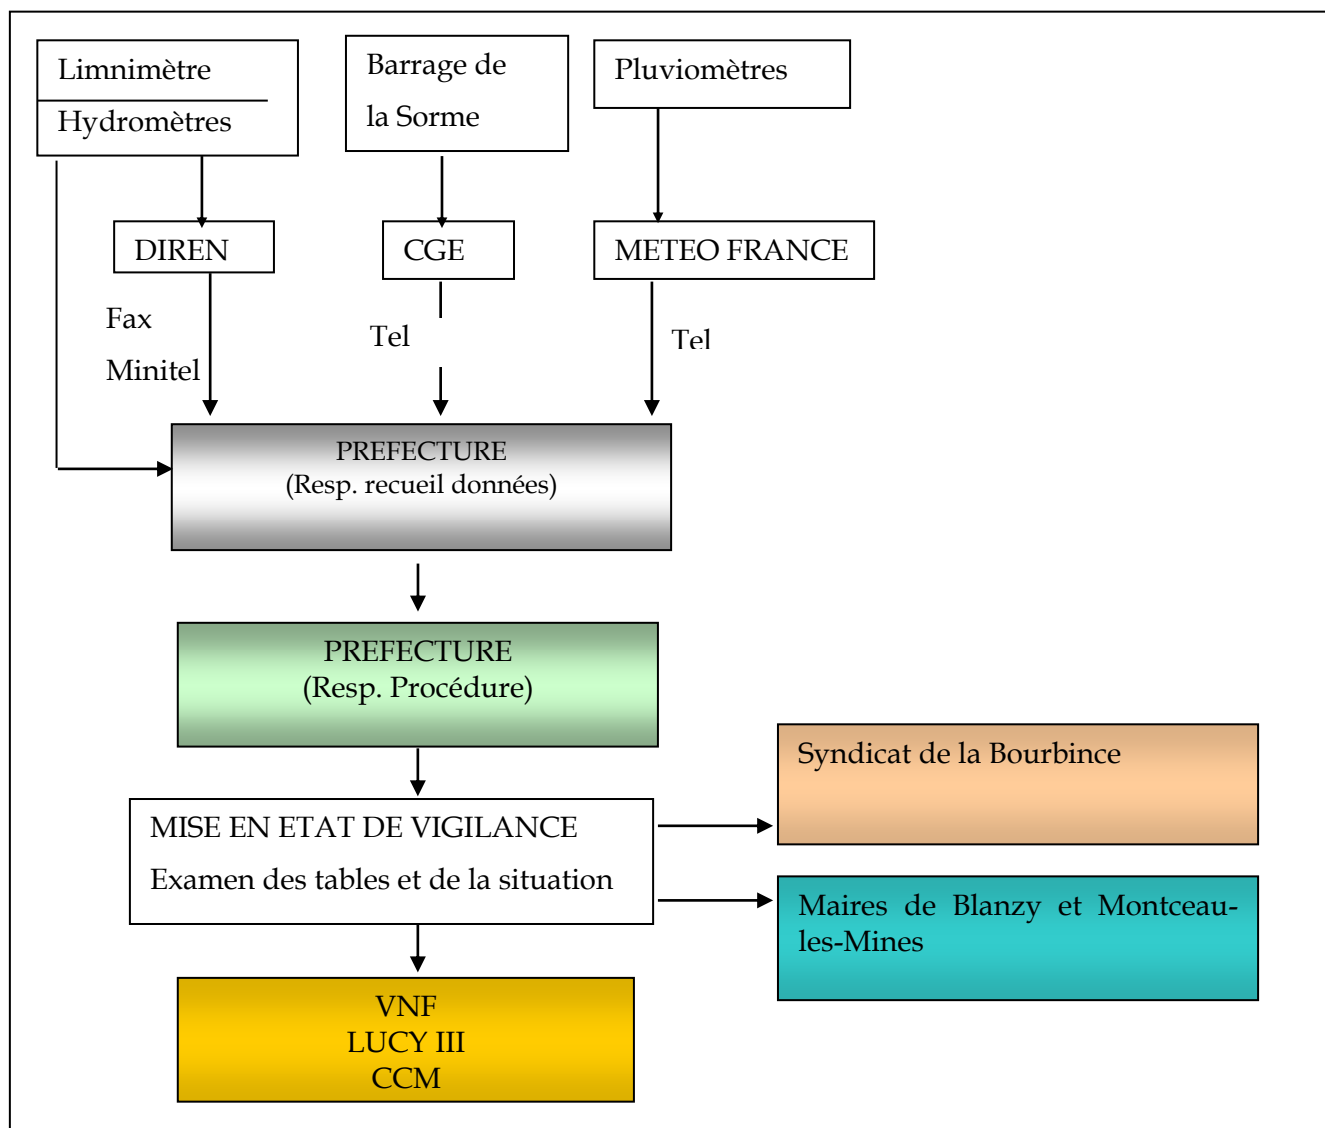 Limnimètre
Hydromètres
Barrage de
la Sorme
Pluviomètres
DIREN
CGE
METEO FRANCE
Fax
Minitel
Tel
Tel
PREFECTURE
(Resp. recueil données)
PREFECTURE
(Resp. Procédure)
MISE EN ETAT DE VIGILANCE
Examen des tables et de la situation
Syndicat de la Bourbince
Maires de Blanzy et Montceau-
les-Mines
VNF
LUCY III
CCM